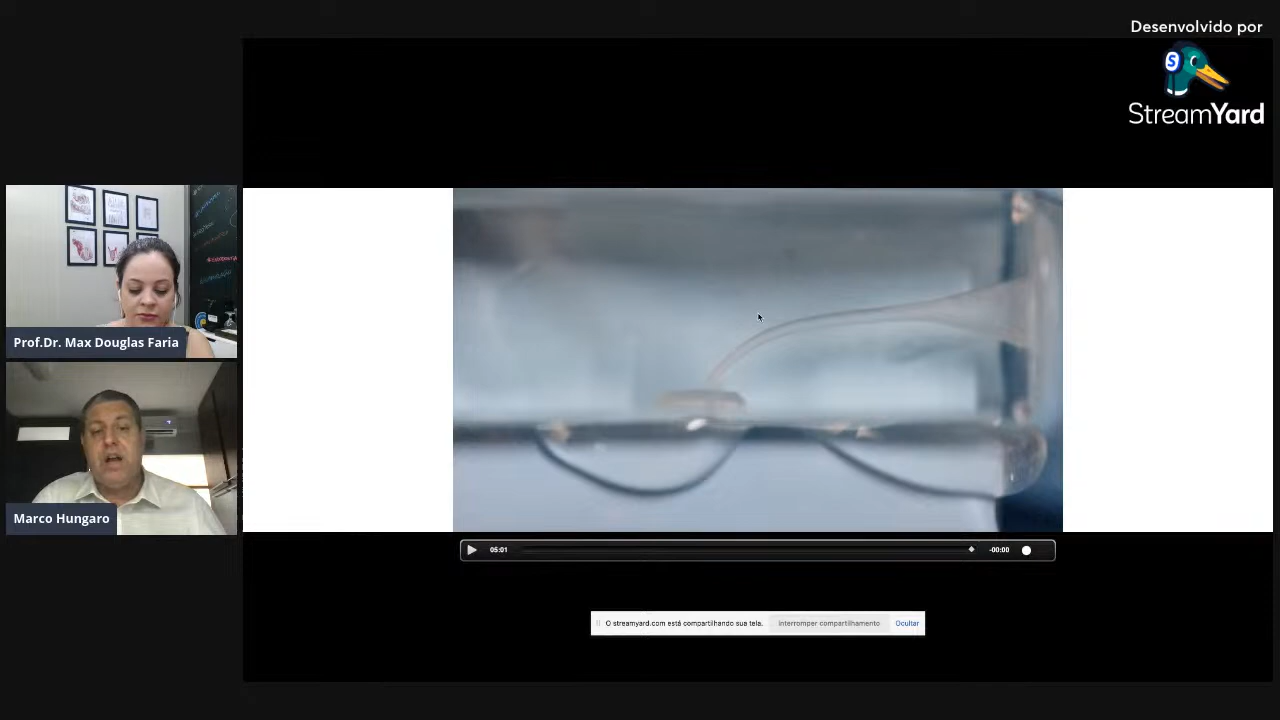 Desenvolvido por
StreamYard
Prof.Dr. Max Douglas Faria
Marco Hungaro
05:01
-00:00
O streamyard.com está compartilhando sua tela.
Interromper compartilhamento
Ocultar